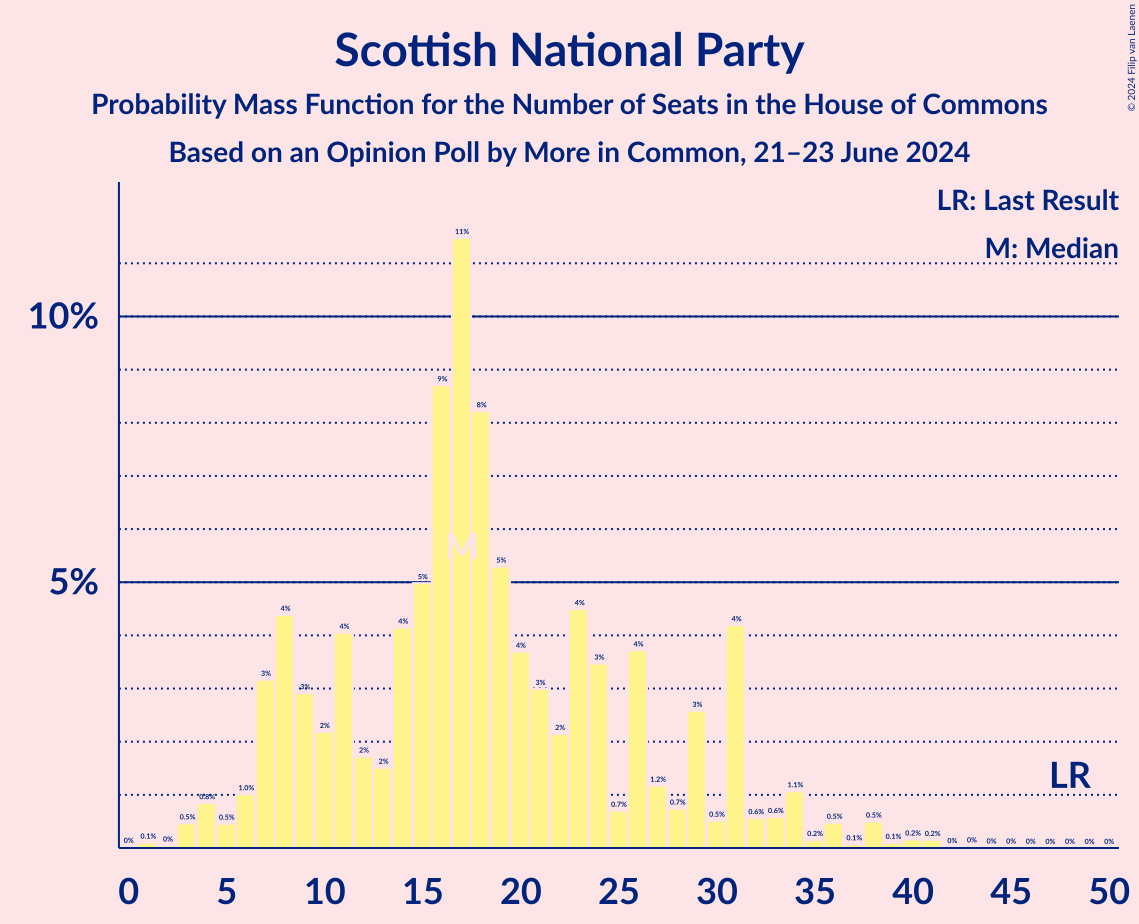 Scottish National Party
Probability Mass Function for the Number of Seats in the House of Commons
Based on an Opinion Poll by More in Common, 21–23 June 2024
© 2024 Filip van Laenen
LR: Last Result
M: Median
10%
5%
0% 0.1% 0% 0.5% 0.8% 0.5% 1.0% 3% 4% 3% 2% 4% 2% 2% 4% 5% 9% 11% 8% 5% 4% 3% 2% 4% 3% 0.7% 4% 1.2% 0.7% 3% 0.5% 4% 0.6% 0.6% 1.1% 0.2% 0.5% 0.1% 0.5% 0.1% 0.2% 0.2% 0% 0% 0% 0% 0% 0% 0% 0% 0%
M
LR
0 5 10 15 20 25 30 35 40 45 50